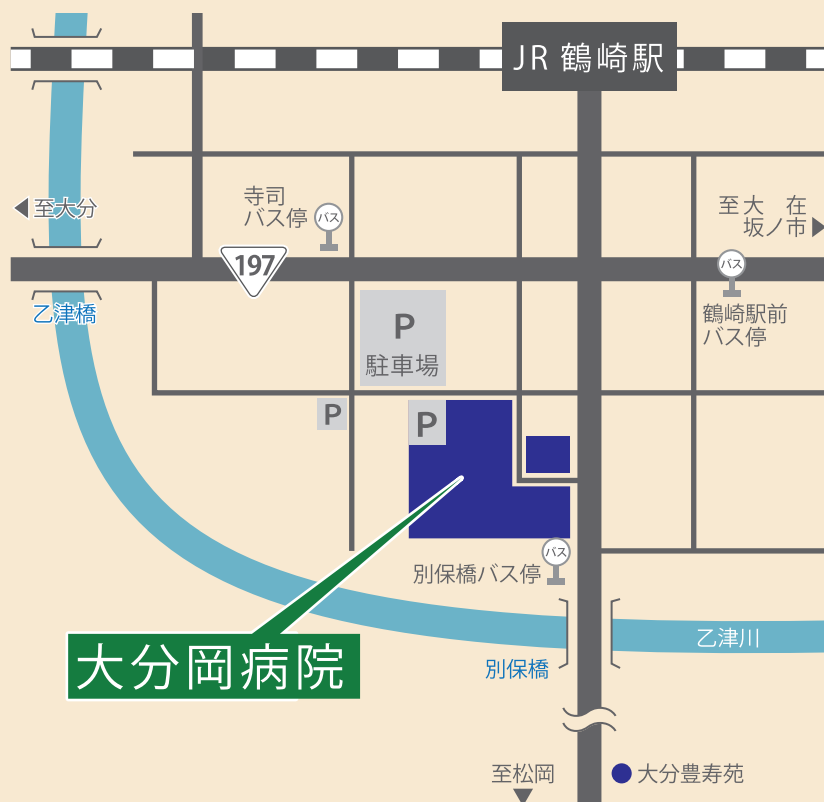 JR 鶴崎駅
至大分
寺司
バス停
バス
至大 在
坂ノ市
197
バス
乙津橋
鶴崎駅前
バス停
P
駐車場
P
P
バス
別保橋バス停
乙津川
大分岡病院
別保橋
至松岡
大分豊寿苑